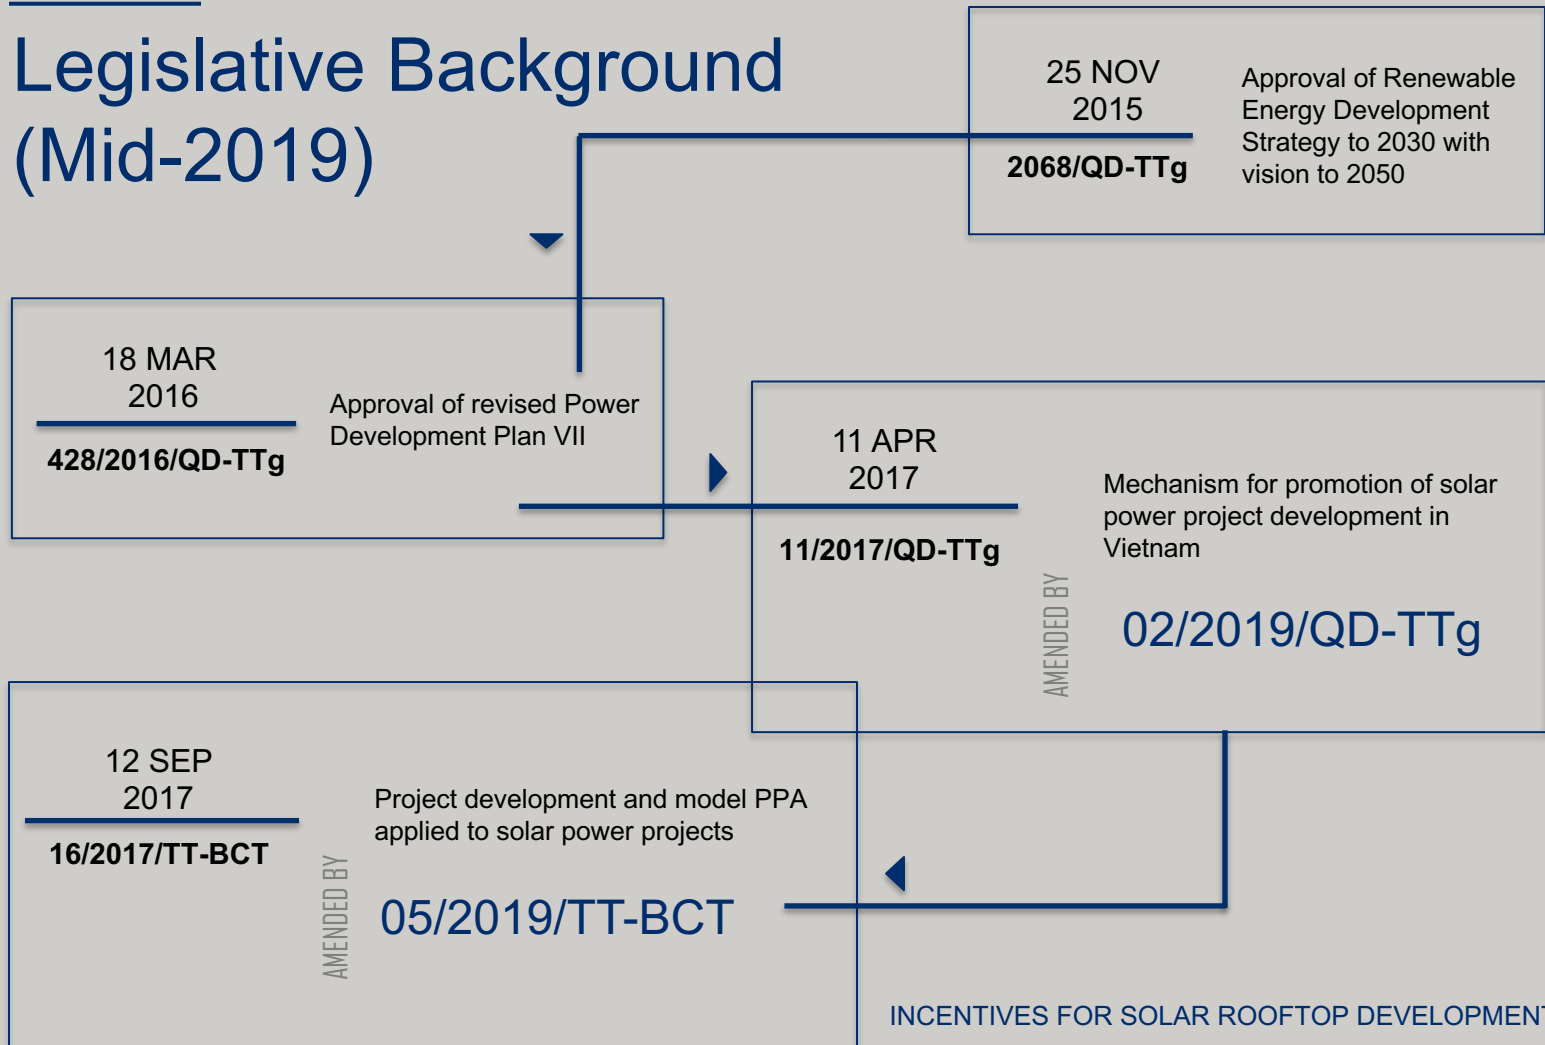 Legislative Background
(Mid-2019)
25 NOV
2015
2068/QD-TTg
Approval of Renewable
Energy Development
Strategy to 2030 with
vision to 2050
18 MAR
2016
428/2016/QD-TTg
Approval of revised Power
Development Plan VII
11 APR
2017
11/2017/QD-TTg
Mechanism for promotion of solar
power project development in
Vietnam
AMENDED BY
02/2019/QD-TTg
12 SEP
2017
16/2017/TT-BCT
Project development and model PPA
applied to solar power projects
AMENDED BY
05/2019/TT-BCT
INCENTIVES FOR SOLAR ROOFTOP DEVELOPMENT